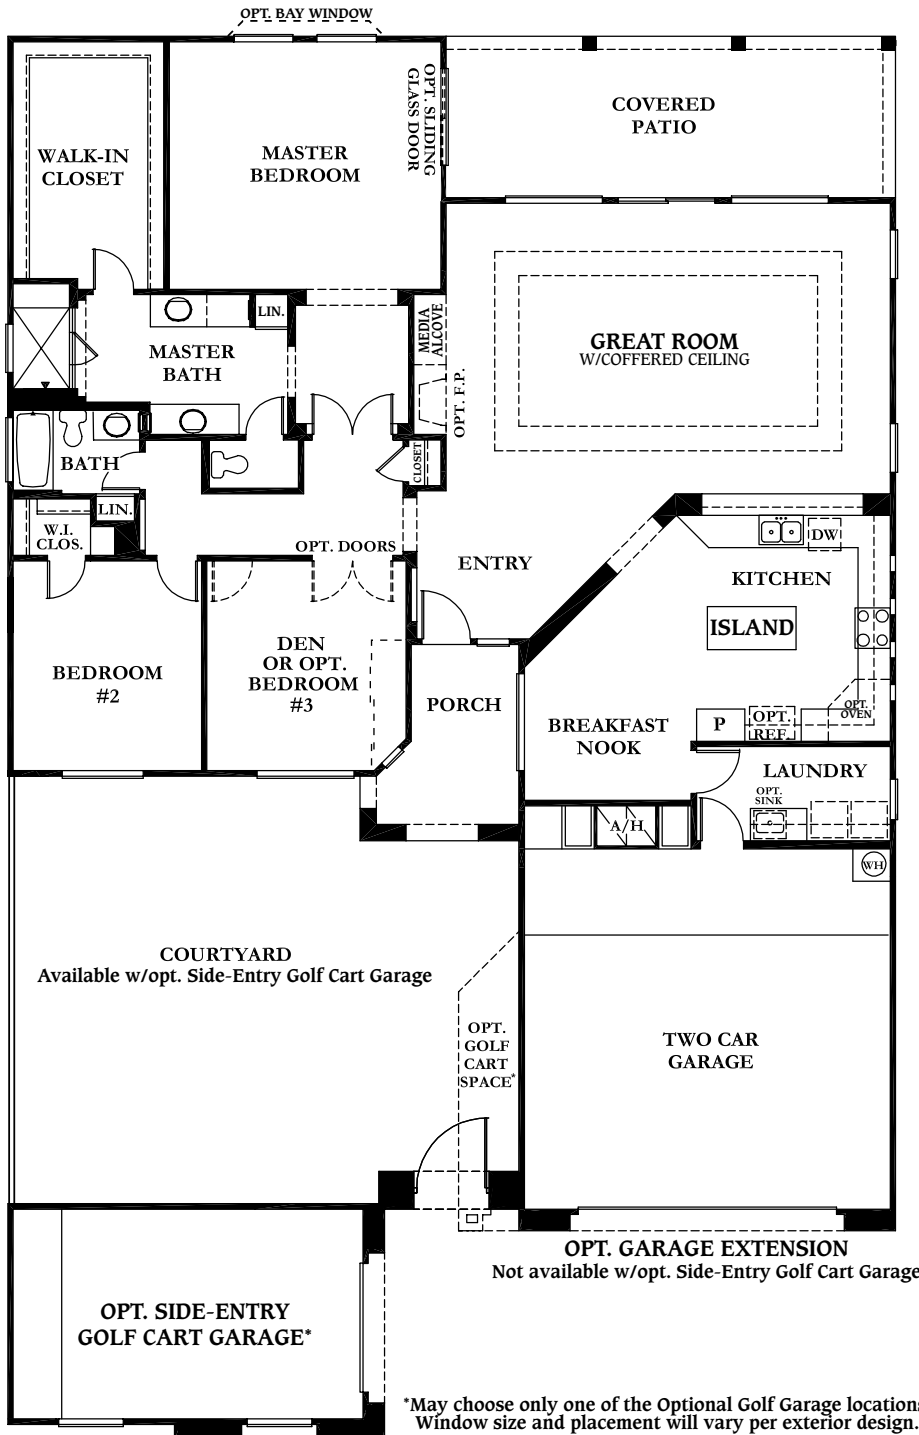 OPT. BAY WINDOW
OPT. SLIDING
GLASS DOOR
COVERED
PATIO
WALK-IN
CLOSET
MASTER
BEDROOM
LIN.
MEDIA
ALCOVE
GREAT ROOM
W/COFFERED CEILING
MASTER
BATH
OPT. F.P.
BATH
CLOSET
LIN.
W.I.
CLOS.
OPT. DOORS
ENTRY
DW
KITCHEN
ISLAND
DEN
OR OPT.
BEDROOM
#3
BEDROOM
#2
PORCH
BREAKFAST
NOOK
P
OPT.
REF.
OPT.
OVEN
LAUNDRY
OPT.
SINK
A/H
WH
COURTYARD
Available w/opt. Side-Entry Golf Cart Garage
OPT.
GOLF
CART
SPACE*
TWO CAR
GARAGE
OPT. GARAGE EXTENSION
Not available w/opt. Side-Entry Golf Cart Garage
OPT. SIDE-ENTRY
GOLF CART GARAGE*
*May choose only one of the Optional Golf Garage locations
Window size and placement will vary per exterior design.